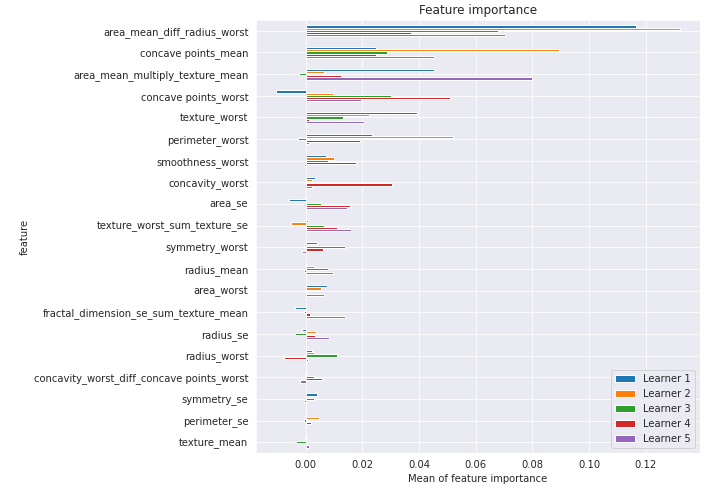 Feature importance
area_mean_diff_radius_worst
concave points_mean
area_mean_multiply_texture_mean
concave points_worst
texture_worst
perimeter_worst
smoothness_worst
concavity_worst
area_se
texture_worst_sum_texture_se
symmetry_worst
radius_mean
area_worst
fractal_dimension_se_sum_texture_mean
radius_se
radius_worst
concavity_worst_diff_concave points_worst
symmetry_se
perimeter_se
texture_mean
feature
Learner 1
Learner 2
Learner 3
Learner 4
Learner 5
0.00 0.02 0.04 0.06 0.08 0.10 0.12
Mean of feature importance